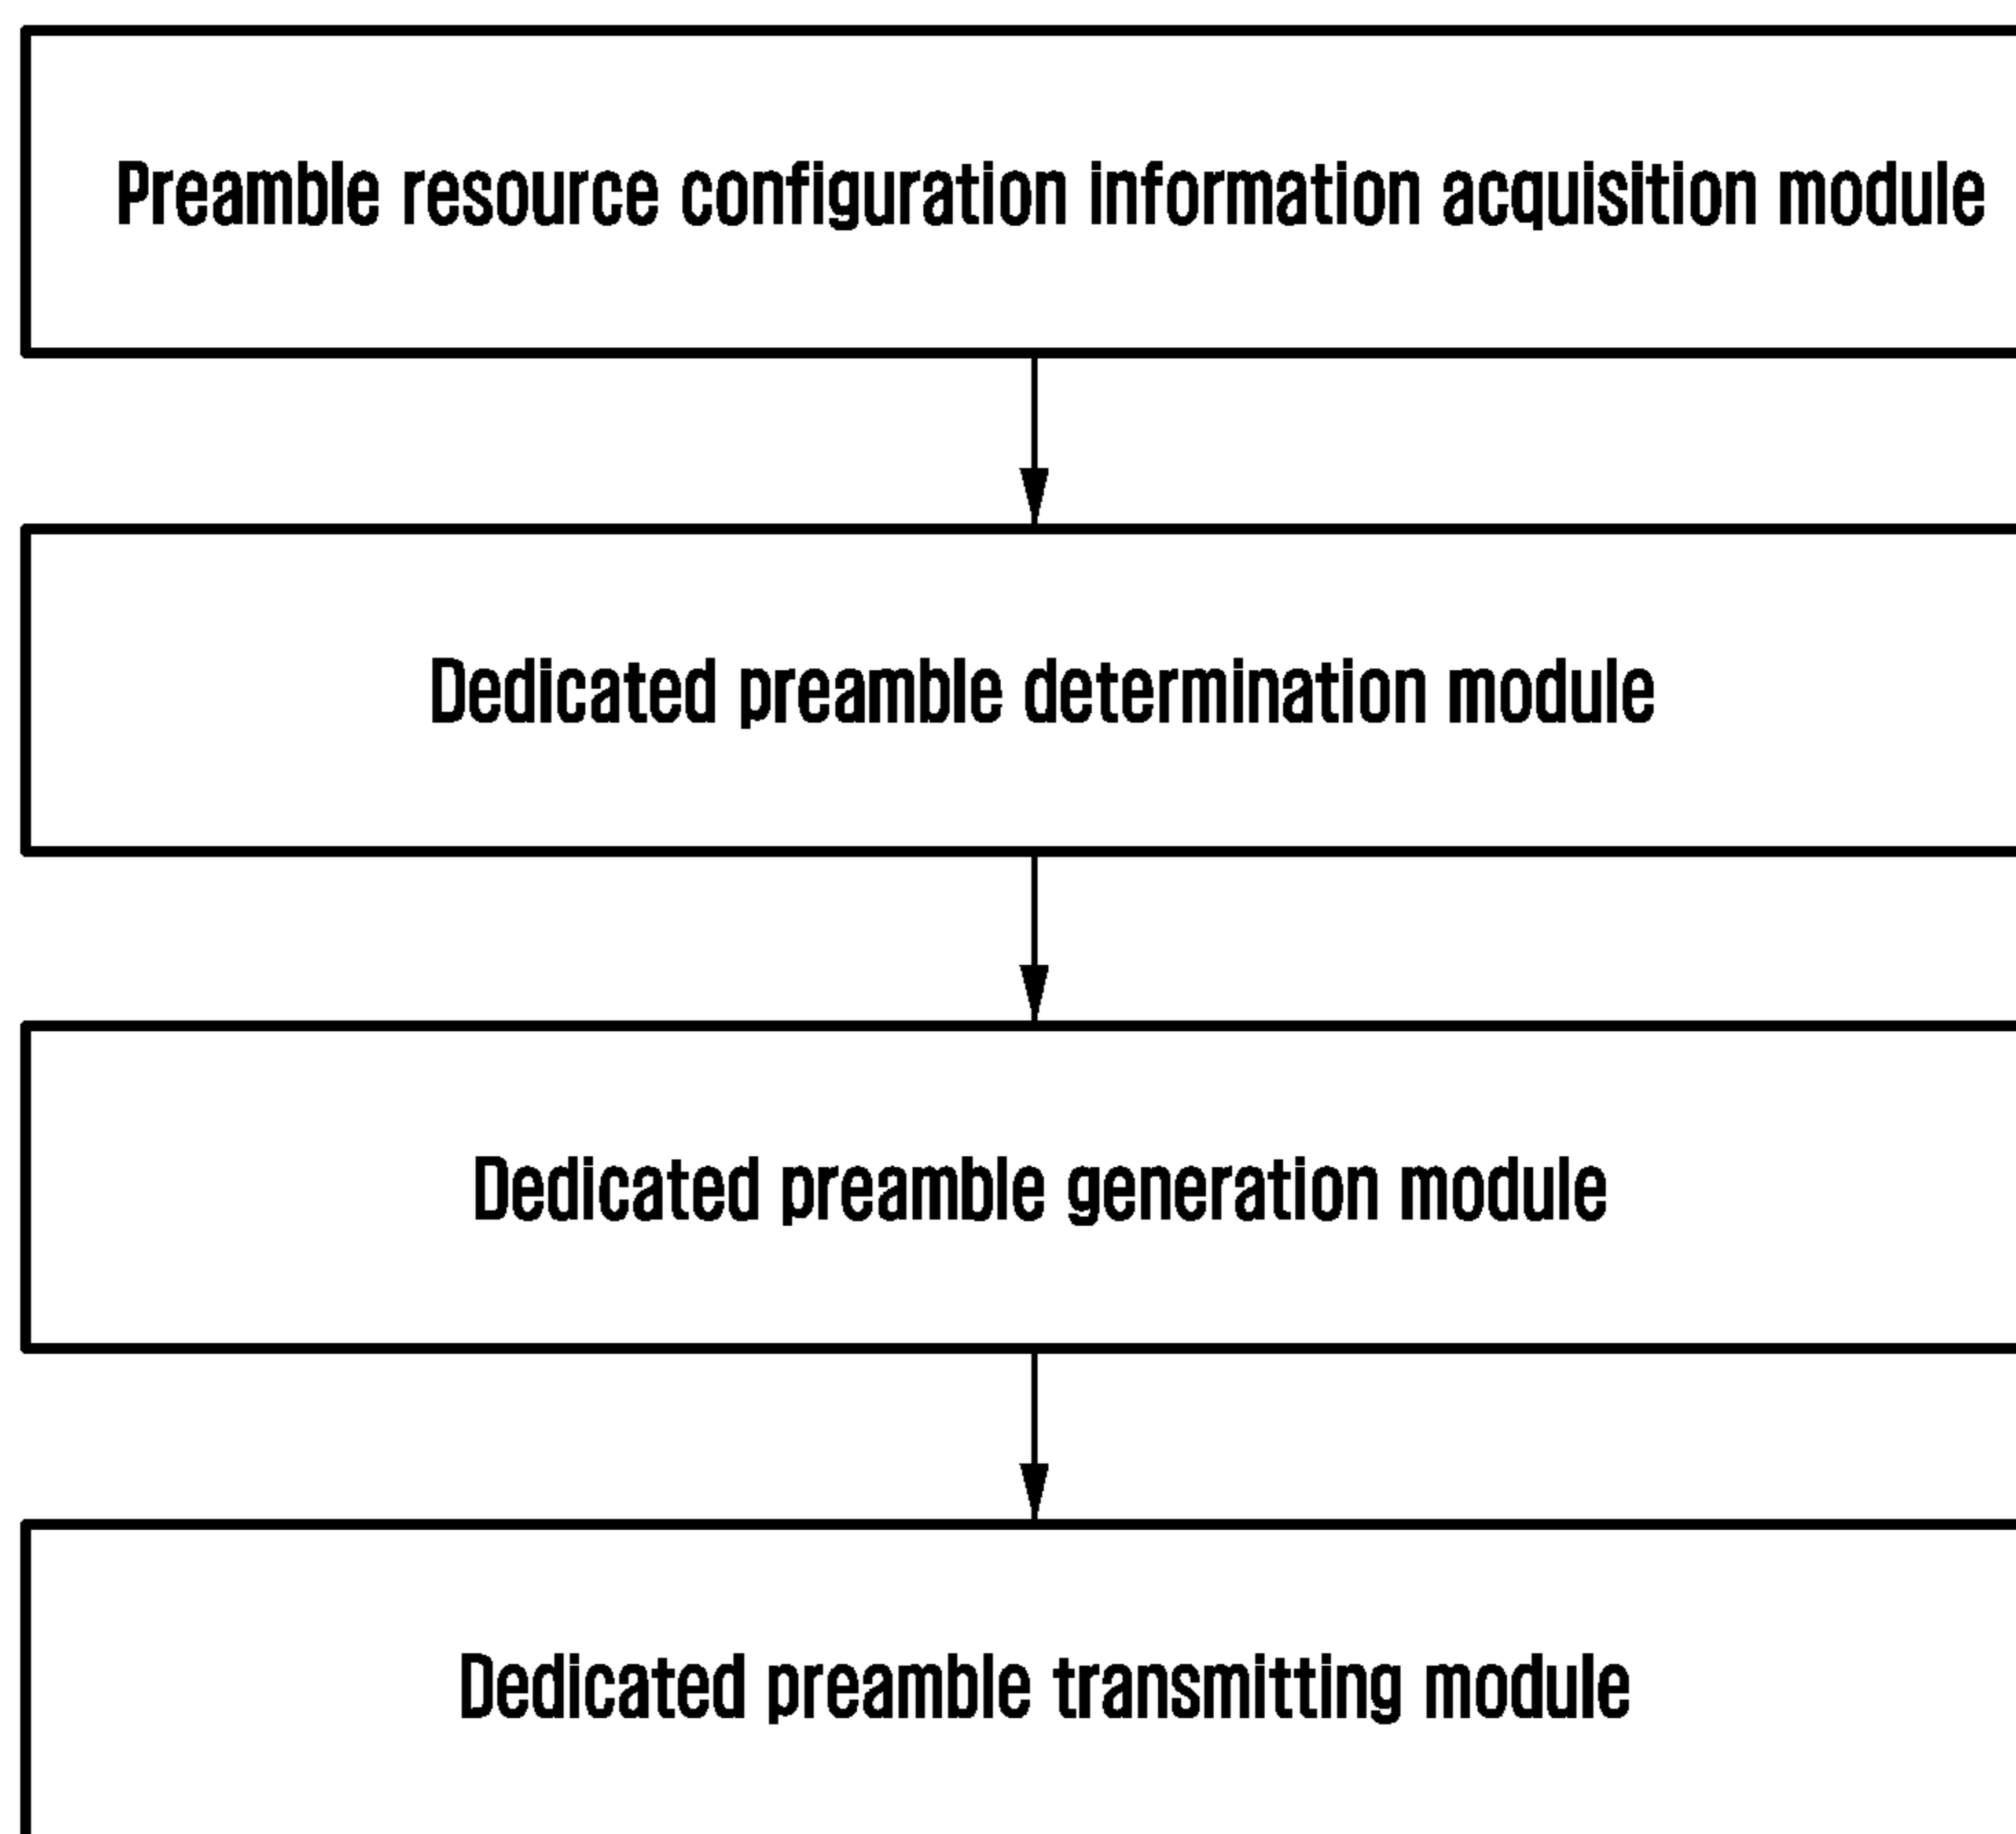 Preamble resource configuration information acquisition module
Dedicated preamble determination module
Dedicated preamble generation module
Dedicated preamble transmitting module